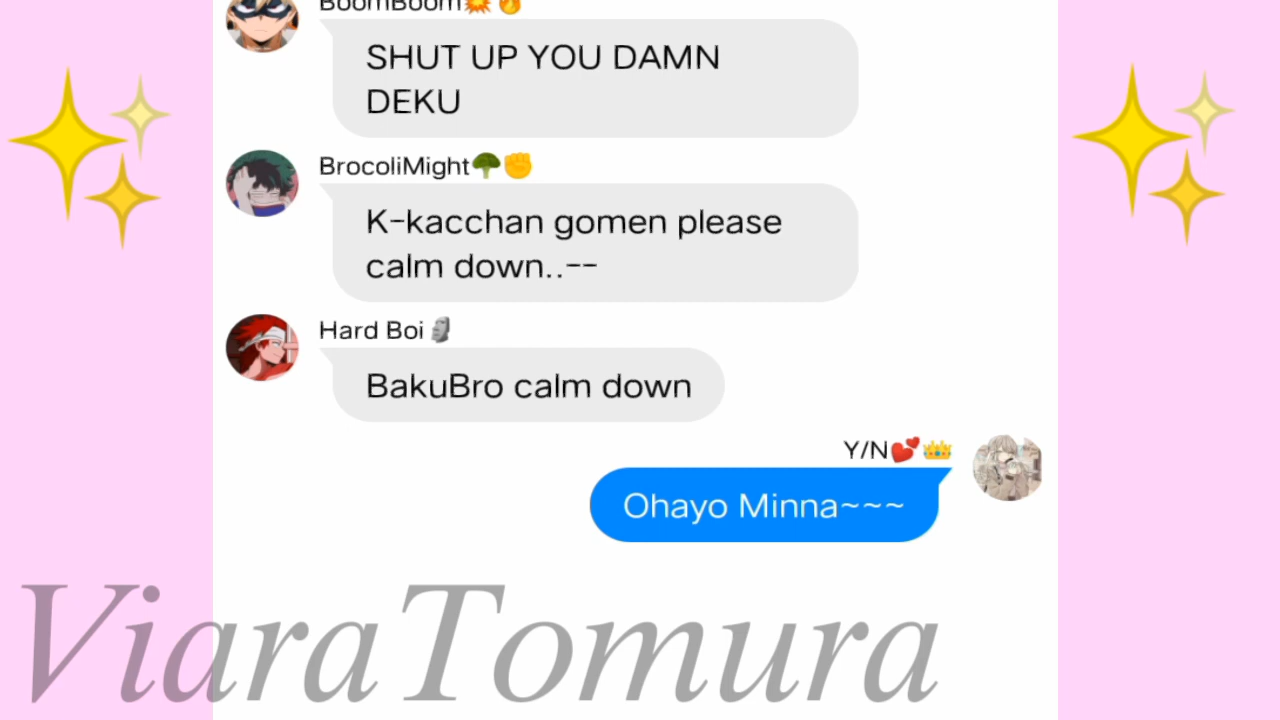 BoomBoom💥🔥
SHUT UP YOU DAMN
DEKU
BrocoliMight🥦✊
K-kacchan gomen please
calm down..--
Hard Boi🗿
BakuBro calm down
Y/N💕👑
Ohayo Minna~~~
ViaraTomura